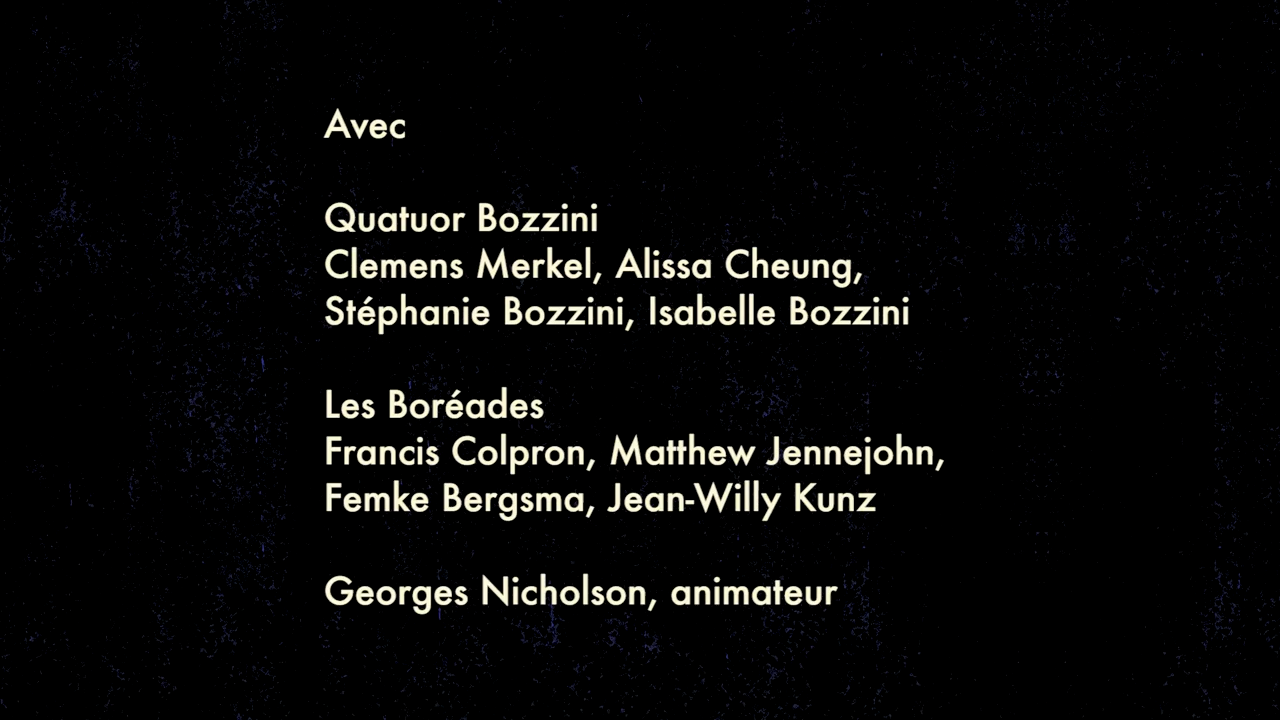 Avec
Quatuor Bozzini
Clemens Merkel, Alissa Cheung,
Stéphanie Bozzini, Isabelle Bozzini
Les Boréades
Francis Colpron, Matthew Jennejohn,
Femke Bergsma, Jean-Willy Kunz
Georges Nicholson, animateur